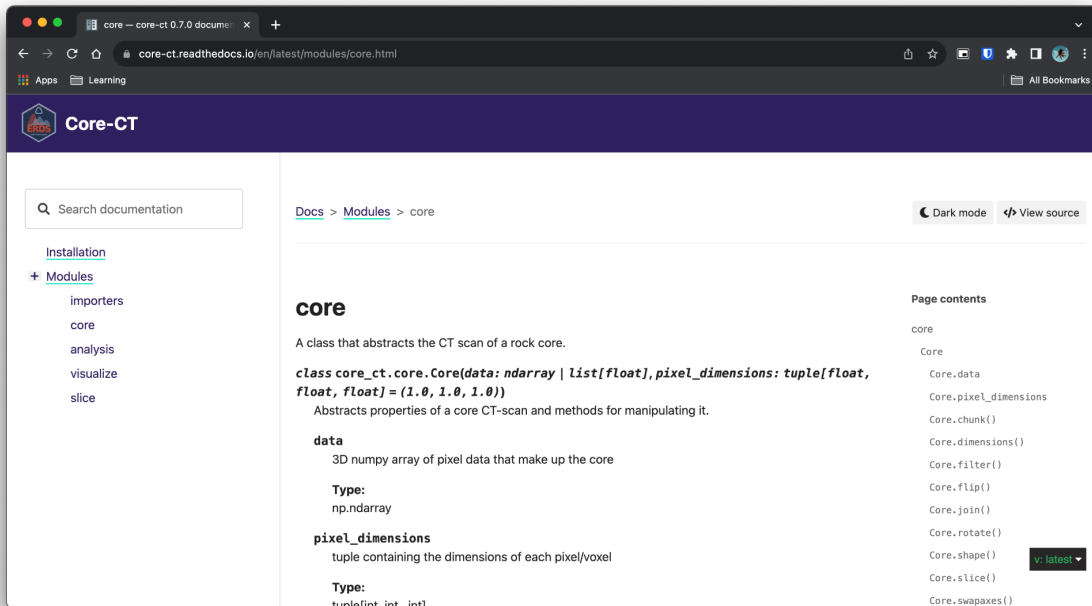 core — core-ct 0.7.0 documen
core-ct.readthedocs.io/en/latest/modules/core.html
Apps
Learning
All Bookmarks
ERDS
Core-CT
Search documentation
Installation
Modules
importers
core
analysis
visualize
slice
Docs > Modules > core
Dark mode
View source
core
A class that abstracts the CT scan of a rock core.
class core_ct.core.Core(data: ndarray | list[float], pixel_dimensions: tuple[float,
float, float] = (1.0, 1.0, 1.0))
Abstracts properties of a core CT-scan and methods for manipulating it.
data
3D numpy array of pixel data that make up the core
Type:
np.ndarray
pixel_dimensions
tuple containing the dimensions of each pixel/voxel
Type:
tuple[int, int, int]
Page contents
core
Core
Core.data
Core.pixel_dimensions
Core.chunk()
Core.dimensions()
Core.filter()
Core.flip()
Core.join()
Core.rotate()
Core.shape()
Core.slice()
Core.swapaxes()
v: latest